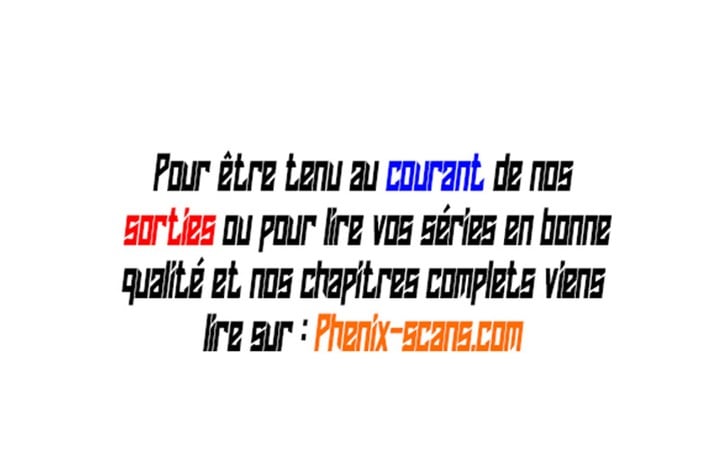 Pour être tenu au courant de nos
sorties ou pour lire vos séries en bonne
qualité et nos chapitres complets viens
lire sur : Phenix-scans.com